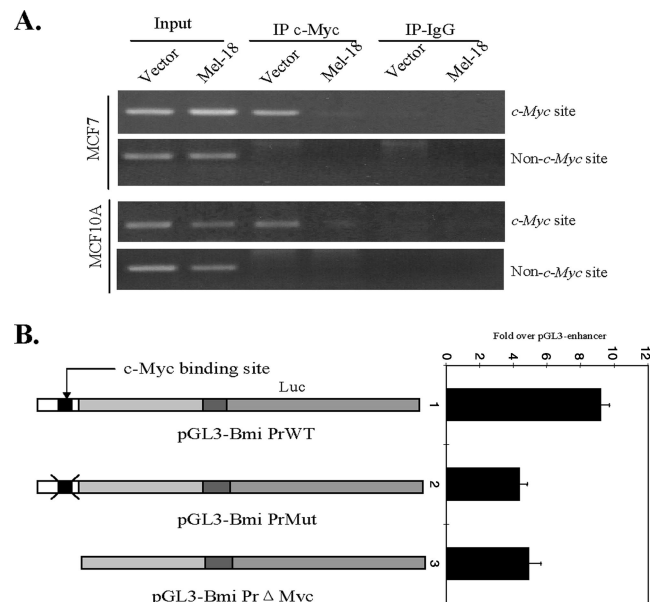 A.
Input
IP c-Myc
IP-IgG
Vector
Mel-18
Vector
Mel-18
Vector
Mel-18
MCF7
c-Myc site
Non-c-Myc site
MCF10A
c-Myc site
Non-c-Myc site
B.
Fold over pGL3-enhancer
0 2 4 6 8 10 12
c-Myc binding site
Luc
1
pGL3-Bmi PrWT
2
pGL3-Bmi PrMut
3
pGL3-Bmi Pr Δ Myc